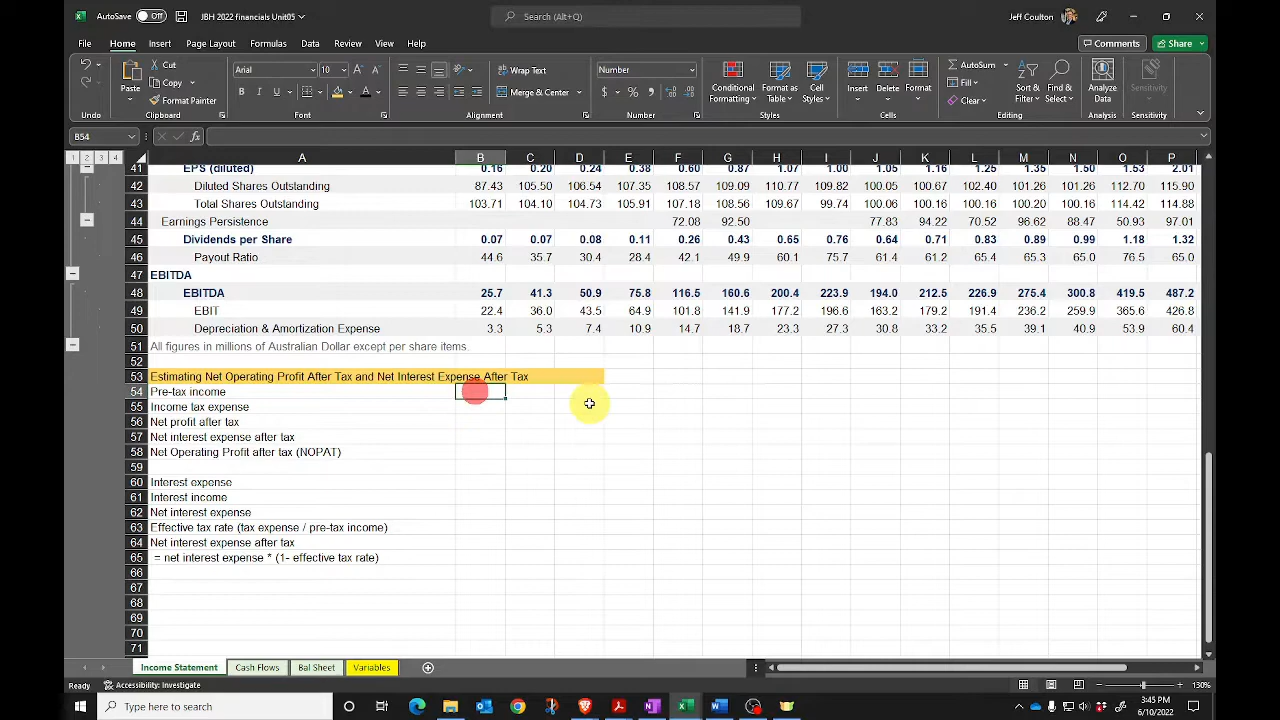 AutoSave Off JBH 2022 financials Unit05 Search (Alt+Q) Jeff Coulton
File Home Insert Page Layout Formulas Data Review View Help Comments Share
Paste Cut Copy Format Painter Arial 10 Wrap Text Merge & Center Number Conditional Formatting Format as Table Cell Styles Insert Delete Format AutoSum Fill Clear Sort & Filter Find & Select Analyze Data Sensitivity
Undo Clipboard Font Alignment Number Styles Cells Editing Analysis Sensitivity
B54 fx
1 2 3 4 A B C D E F G H I J K L M N O P
41 EPS (diluted) 0.16 0.20 0.24 0.38 0.60 0.87 1.07 1.00 1.05 1.16 1.25 1.35 1.50 1.53 2.01
42 Diluted Shares Outstanding 87.43 105.50 106.54 107.35 108.57 109.09 110.77 109.82 100.05 100.67 102.40 101.26 101.26 112.70 115.90
43 Total Shares Outstanding 103.71 104.10 104.73 105.91 107.18 108.56 109.67 99.74 100.06 100.16 100.16 100.20 100.16 114.42 114.88
44 Earnings Persistence 72.08 92.50 77.83 94.22 70.52 96.62 88.47 50.93 97.01
45 Dividends per Share 0.07 0.07 0.08 0.11 0.26 0.43 0.65 0.76 0.64 0.71 0.83 0.89 0.99 1.18 1.32
46 Payout Ratio 44.6 35.7 30.4 28.4 42.1 49.9 60.1 75.7 61.4 61.2 65.4 65.3 65.0 76.5 65.0
47 EBITDA
48 EBITDA 25.7 41.3 50.9 75.8 116.5 160.6 200.4 223.9 194.0 212.5 226.9 275.4 300.8 419.5 487.2
49 EBIT 22.4 36.0 43.5 64.9 101.8 141.9 177.2 196.6 163.2 179.2 191.4 236.2 259.9 365.6 426.8
50 Depreciation & Amortization Expense 3.3 5.3 7.4 10.9 14.7 18.7 23.3 27.3 30.8 33.2 35.5 39.1 40.9 53.9 60.4
51 All figures in millions of Australian Dollar except per share items.
52
53 Estimating Net Operating Profit After Tax and Net Interest Expense After Tax
54 Pre-tax income
55 Income tax expense
56 Net profit after tax
57 Net interest expense after tax
58 Net Operating Profit after tax (NOPAT)
59
60 Interest expense
61 Interest income
62 Net interest expense
63 Effective tax rate (tax expense / pre-tax income)
64 Net interest expense after tax
65 = net interest expense * (1- effective tax rate)
66
67
68
69
70
71
Income Statement Cash Flows Bal Sheet Variables
Ready Accessibility: Investigate 130%
Type here to search 3:45 PM
6/10/2022